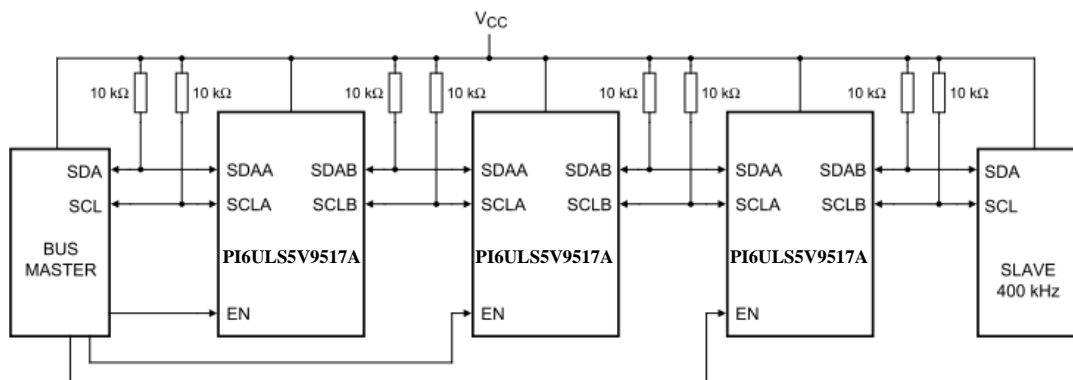 VCC
10 kΩ 10 kΩ 10 kΩ 10 kΩ 10 kΩ 10 kΩ 10 kΩ 10 kΩ
SDA SDAA SDAB SDAA SDAB SDAA SDAB SDA
SCL SCLA SCLB SCLA SCLB SCLA SCLB SCL
BUS
MASTER
PI6ULS5V9517A PI6ULS5V9517A PI6ULS5V9517A
SLAVE
400 kHz
EN EN EN